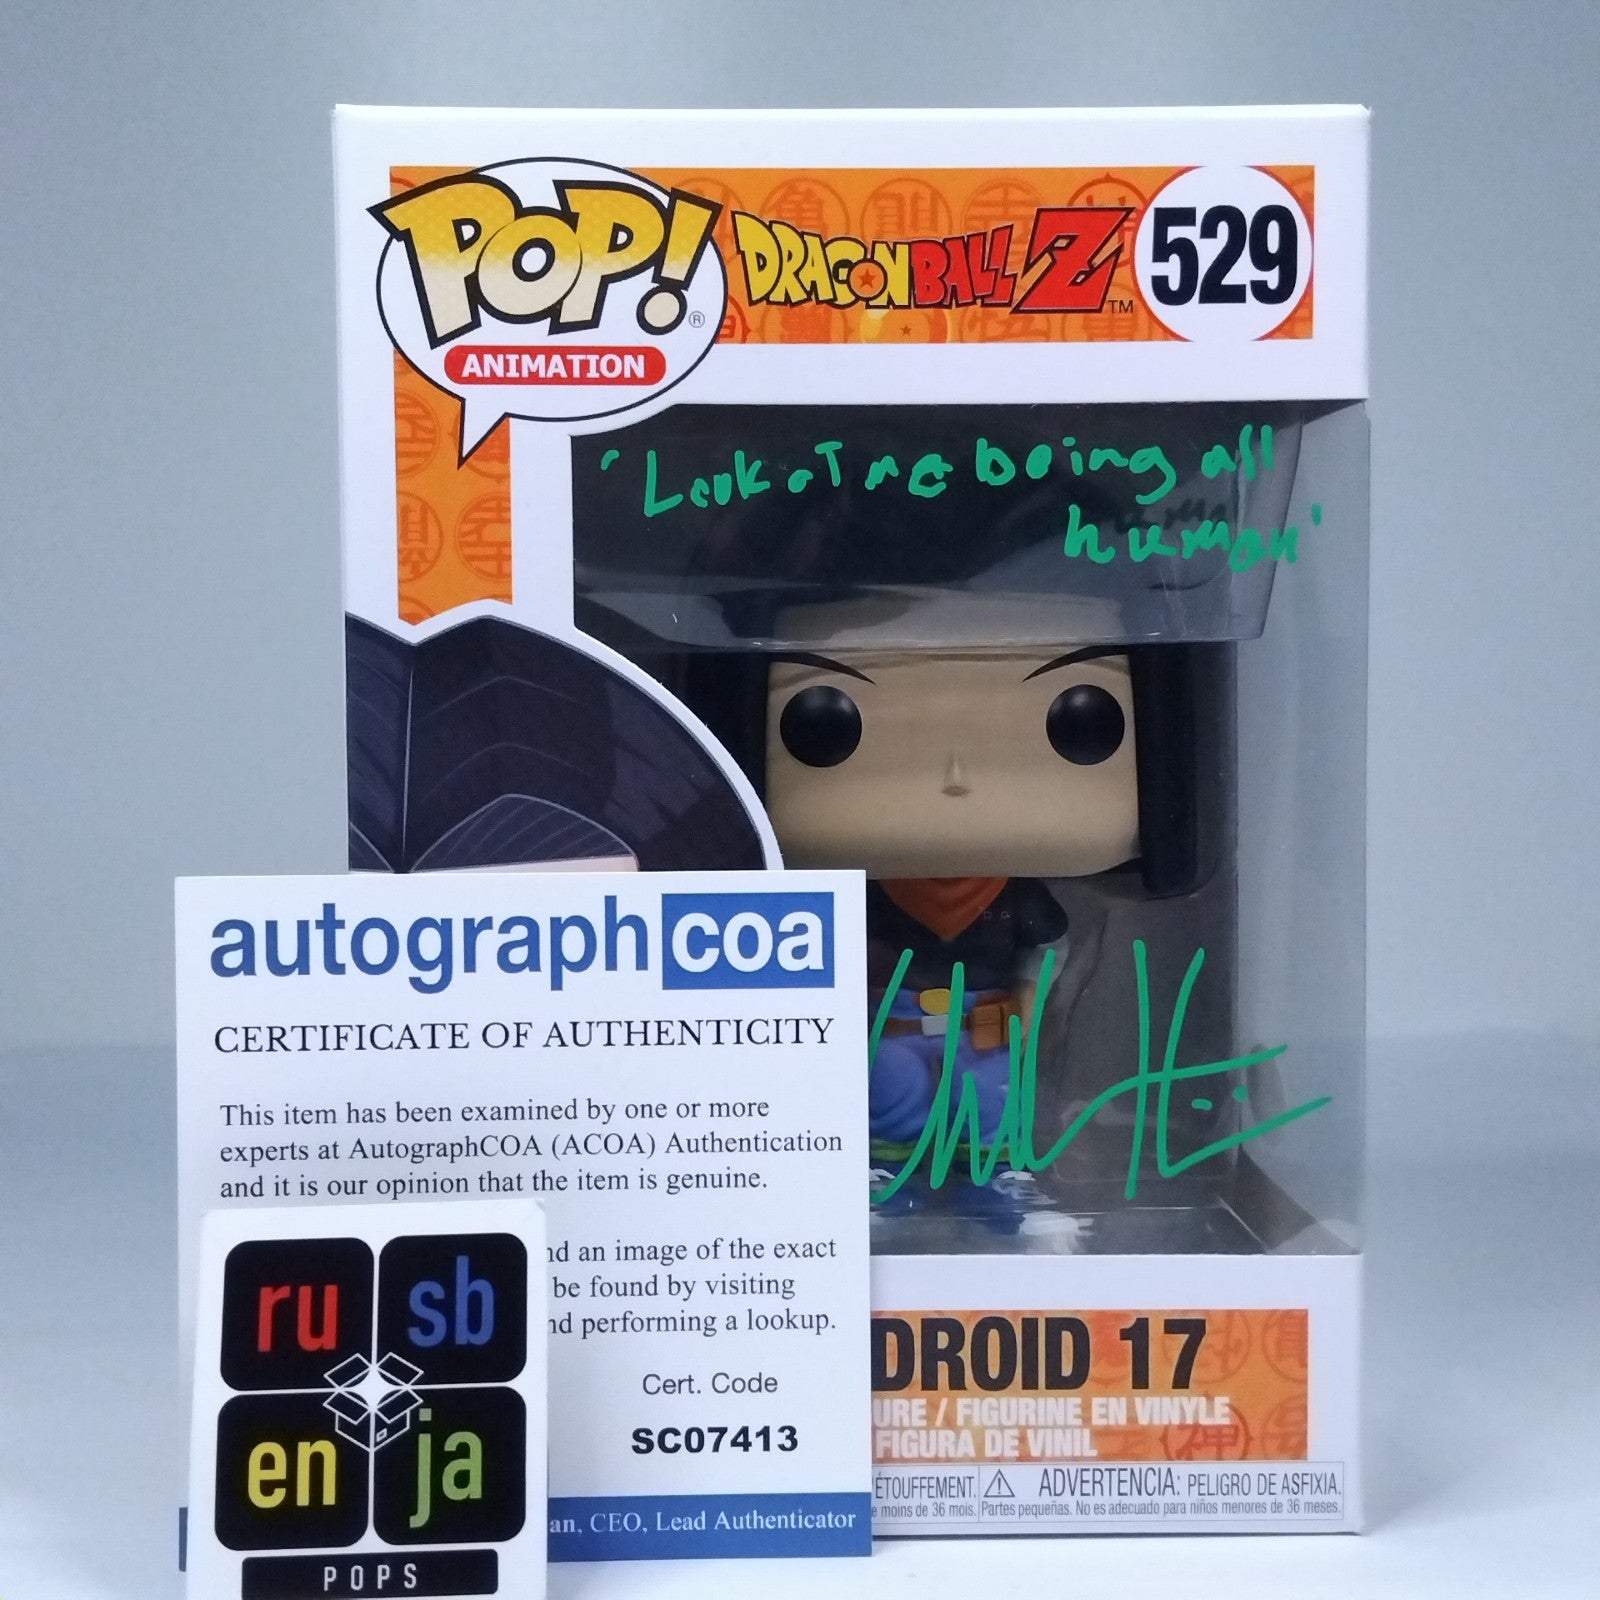 POP! ®
ANIMATION
DRAGONBALL Z ™
529
"Look aT me being all
human"
autograph coa
CERTIFICATE OF AUTHENTICITY
This item has been examined by one or more
experts at AutographCOA (ACOA) Authentication
and it is our opinion that the item is genuine.
nd an image of the exact
be found by visiting
nd performing a lookup.
Cert. Code
SC07413
an, CEO, Lead Authenticator
ru sb
en ja
POPS
DROID 17
URE / FIGURINE EN VINYLE
FIGURA DE VINIL
ÉTOUFFEMENT. ADVERTENCIA: PELIGRO DE ASFIXIA.
e moins de 36 mois. Partes pequeñas. No es adecuado para niños menores de 36 meses.